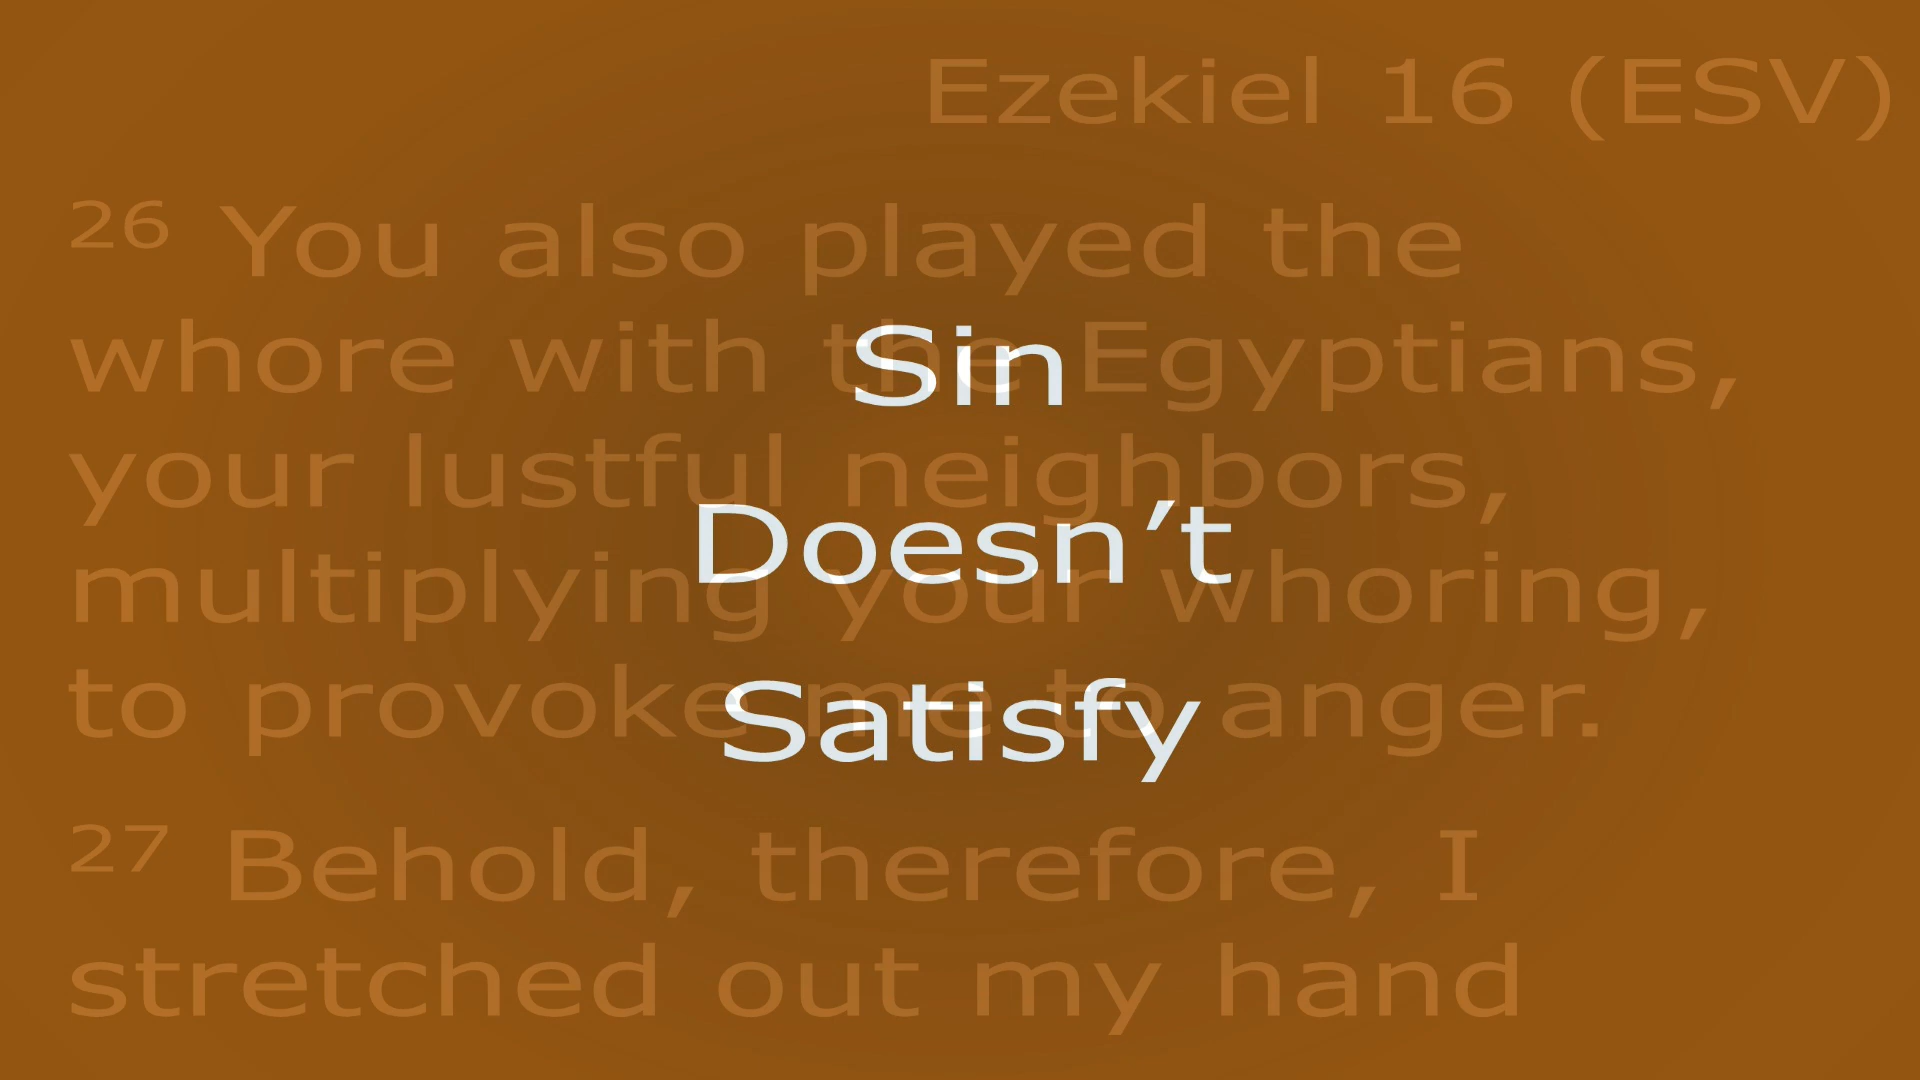 Ezekiel 16 (ESV)
26 You also played the
whore with the Egyptians,
your lustful neighbors,
multiplying your whoring,
to provoke me to anger.
27 Behold, therefore, I
stretched out my hand
Sin
Doesn’t
Satisfy